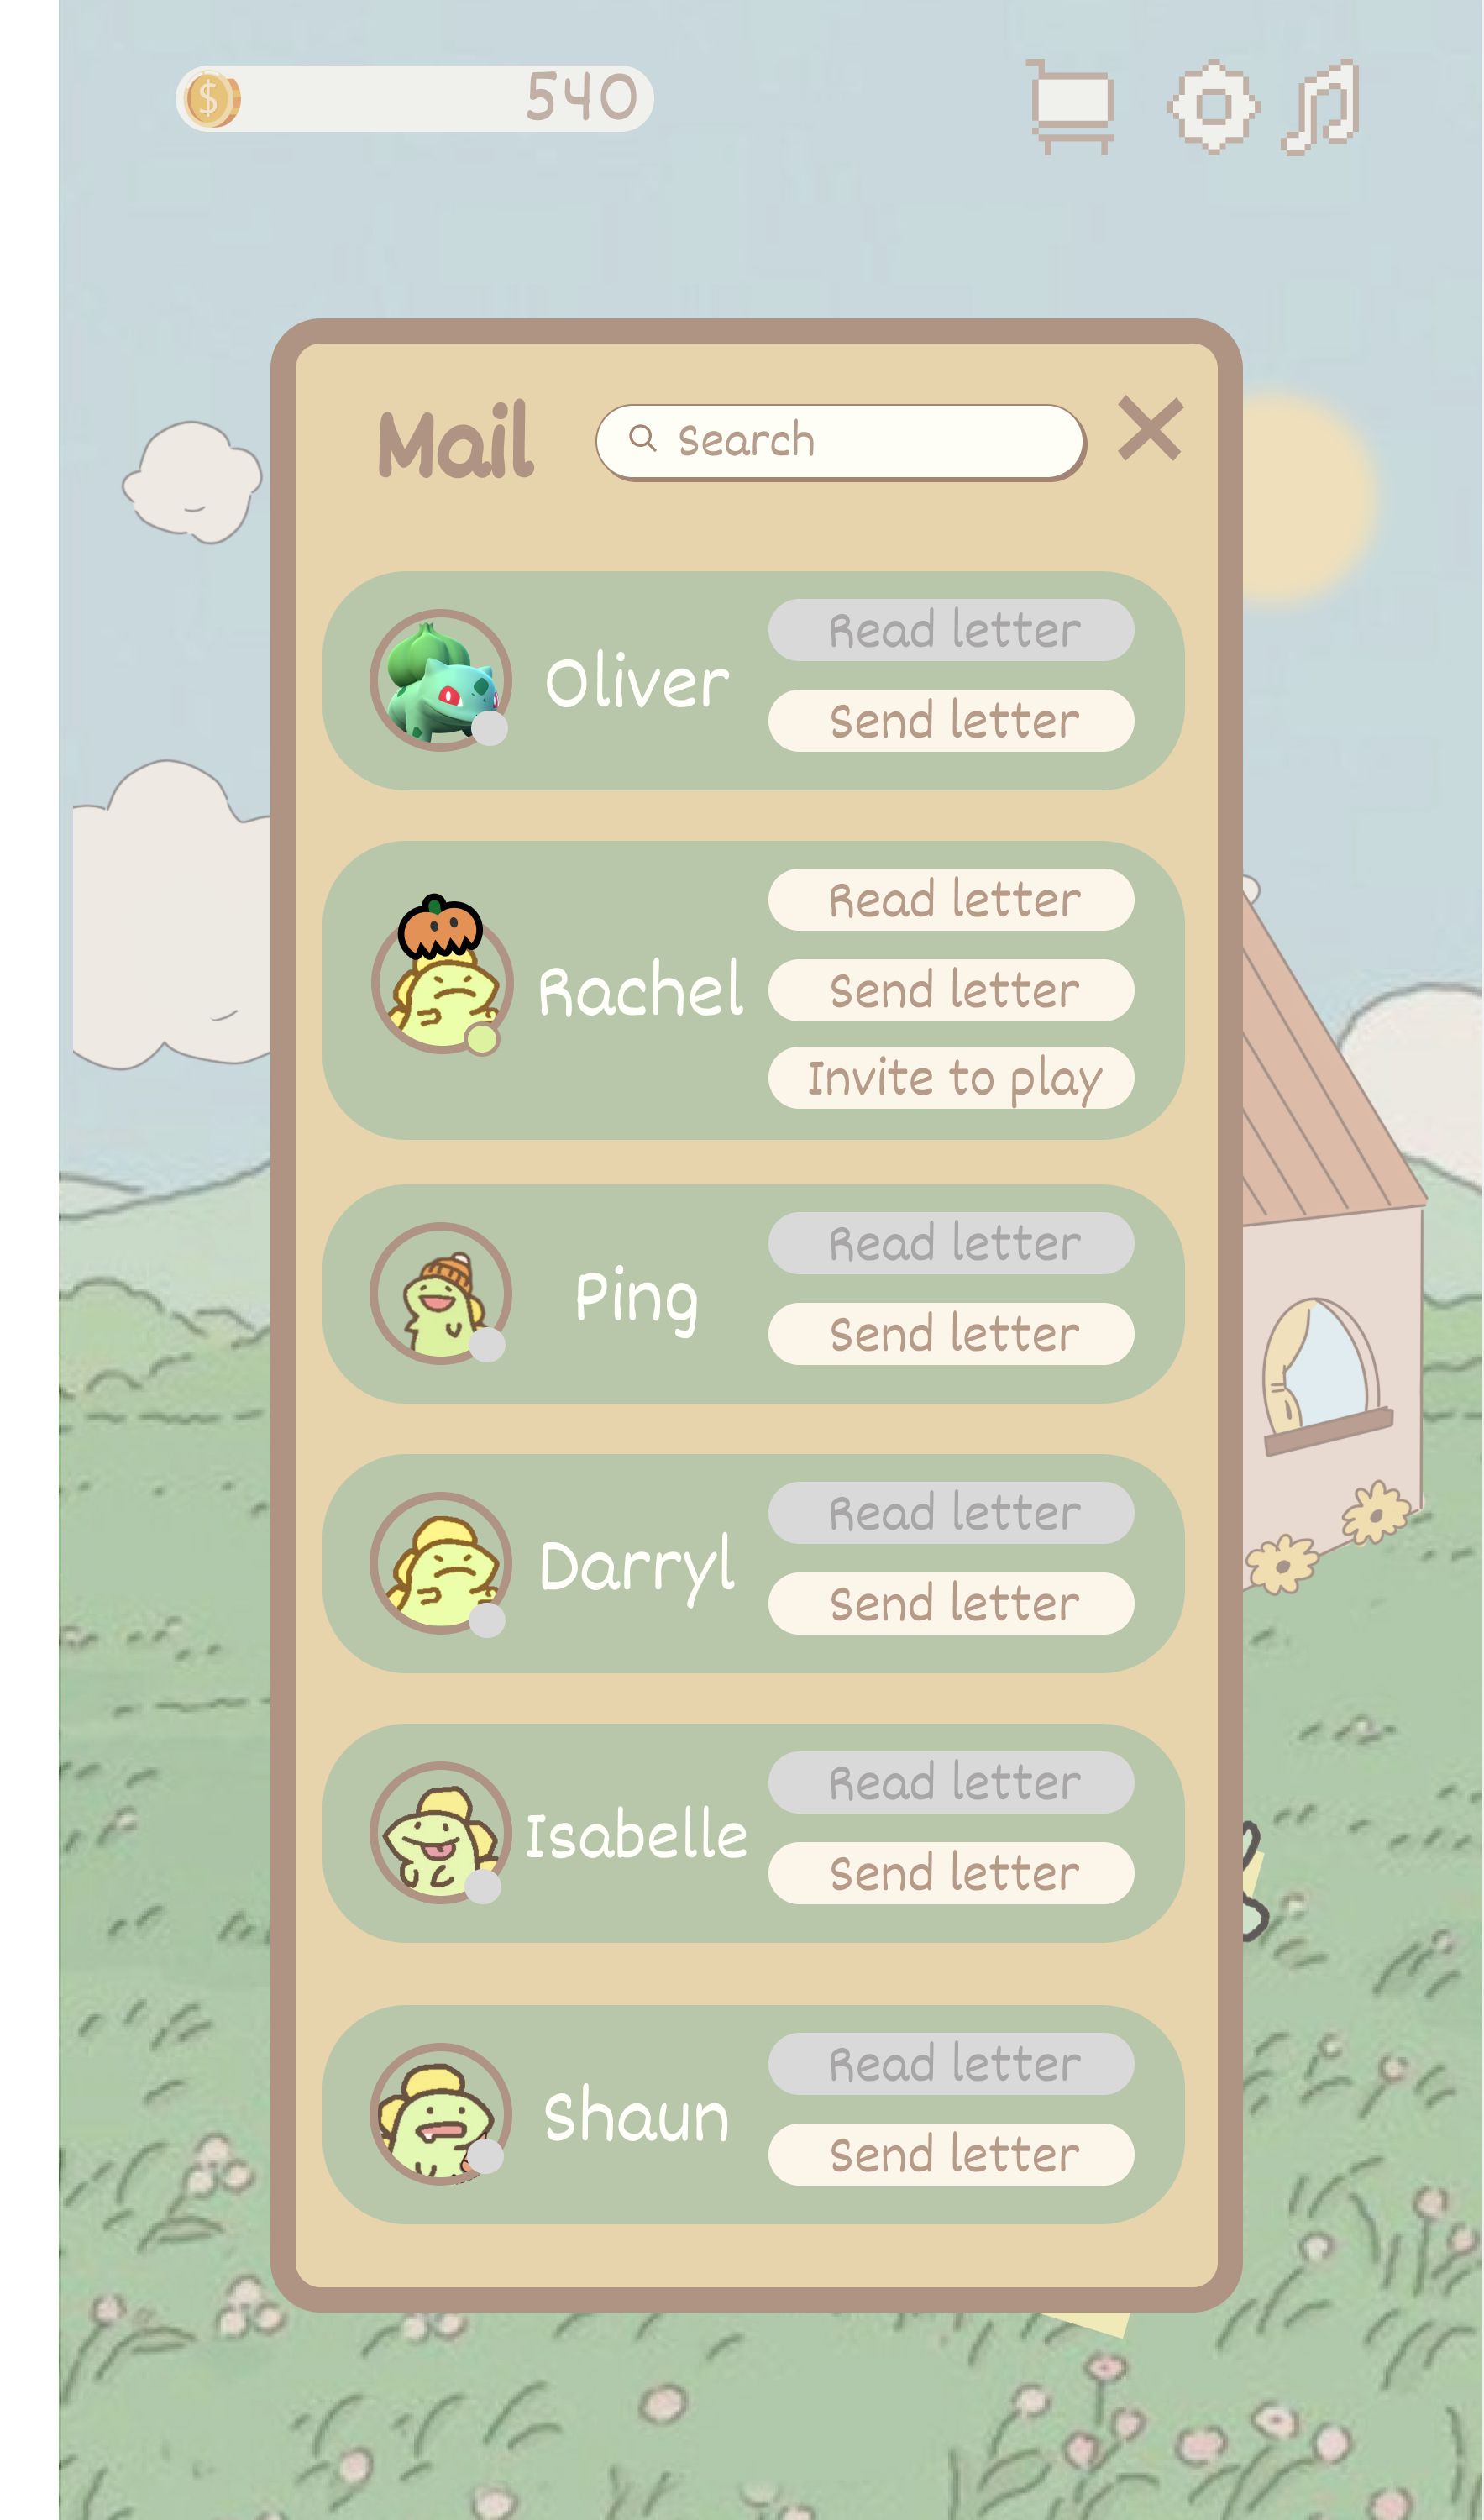 $ 540
Mail
Search
Oliver
Read letter
Send letter
Rachel
Read letter
Send letter
Invite to play
Ping
Read letter
Send letter
Darryl
Read letter
Send letter
Isabelle
Read letter
Send letter
Shaun
Read letter
Send letter